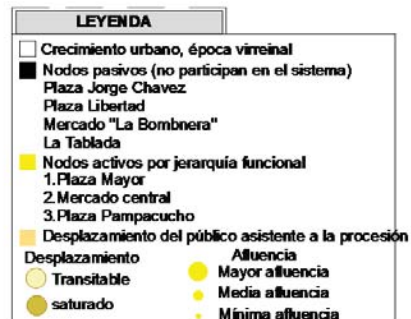 LEYENDA
Crecimiento urbano, época virreinal
Nodos pasivos (no participan en el sistema)
Plaza Jorge Chavez
Plaza Libertad
Mercado "La Bombnera"
La Tablada
Nodos activos por jerarquía funcional
1.Plaza Mayor
2.Mercado central
3.Plaza Pampacucho
Desplazamiento del público asistente a la procesión
Desplazamiento
Transitable
saturado
Afluencia
Mayor afluencia
Media afluencia
Mínima afluencia